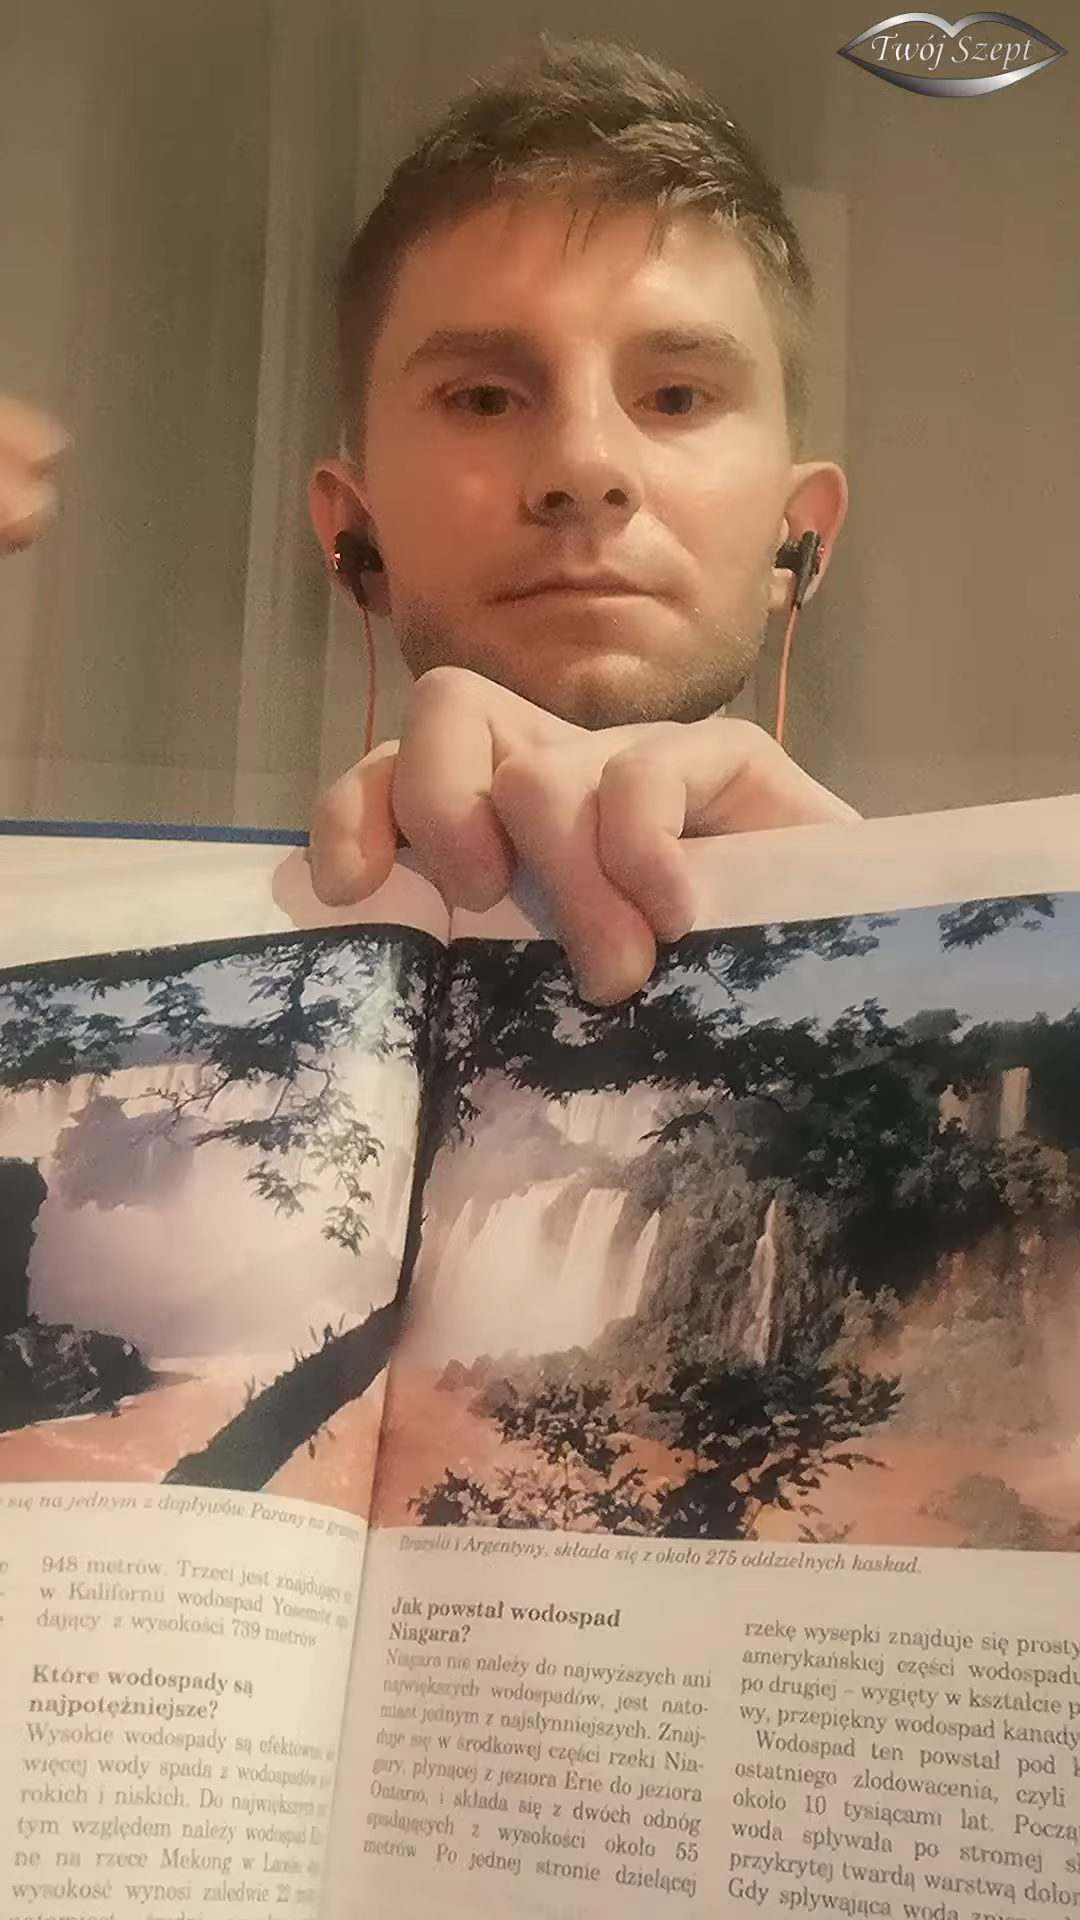 Twój Szept
się na jednym z dopływów Parany na
Brazylii i Argentyny, składa się z około 275 oddzielnych kaskad.
948 metrów. Trzeci jest znajdujący
w Kalifornii wodospad Yosemite
dający z wysokości 739 metrów
Które wodospady są
najpotężniejsze?
Wysokie wodospady są efektowne
więcej wody spada z wodospadów
rokich i niskich. Do największych
tym względem należy wodospad
ne na rzece Mekong w Laosie
wysokość wynosi zaledwie 22
Jak powstał wodospad
Niagara?
Niagara nie należy do najwyższych ani
największych wodospadów, jest nato-
miast jednym z najsłynniejszych. Znaj-
duje się w środkowej części rzeki Nia-
gary, płynącej z jeziora Erie do jeziora
Ontario, i składa się z dwóch odnóg
spadających z wysokości około 55
metrów Po jednej stronie dzielącej
rzekę wysepki znajduje się prosty
amerykańskiej części wodospadu
po drugiej – wygięty w kształcie
wy, przepiękny wodospad kanady
Wodospad ten powstał pod
ostatniego zlodowacenia, czyli
około 10 tysiącami lat. Począ
woda spływała po stromej
przykrytej twardą warstwą dolo
Gdy spływająca woda